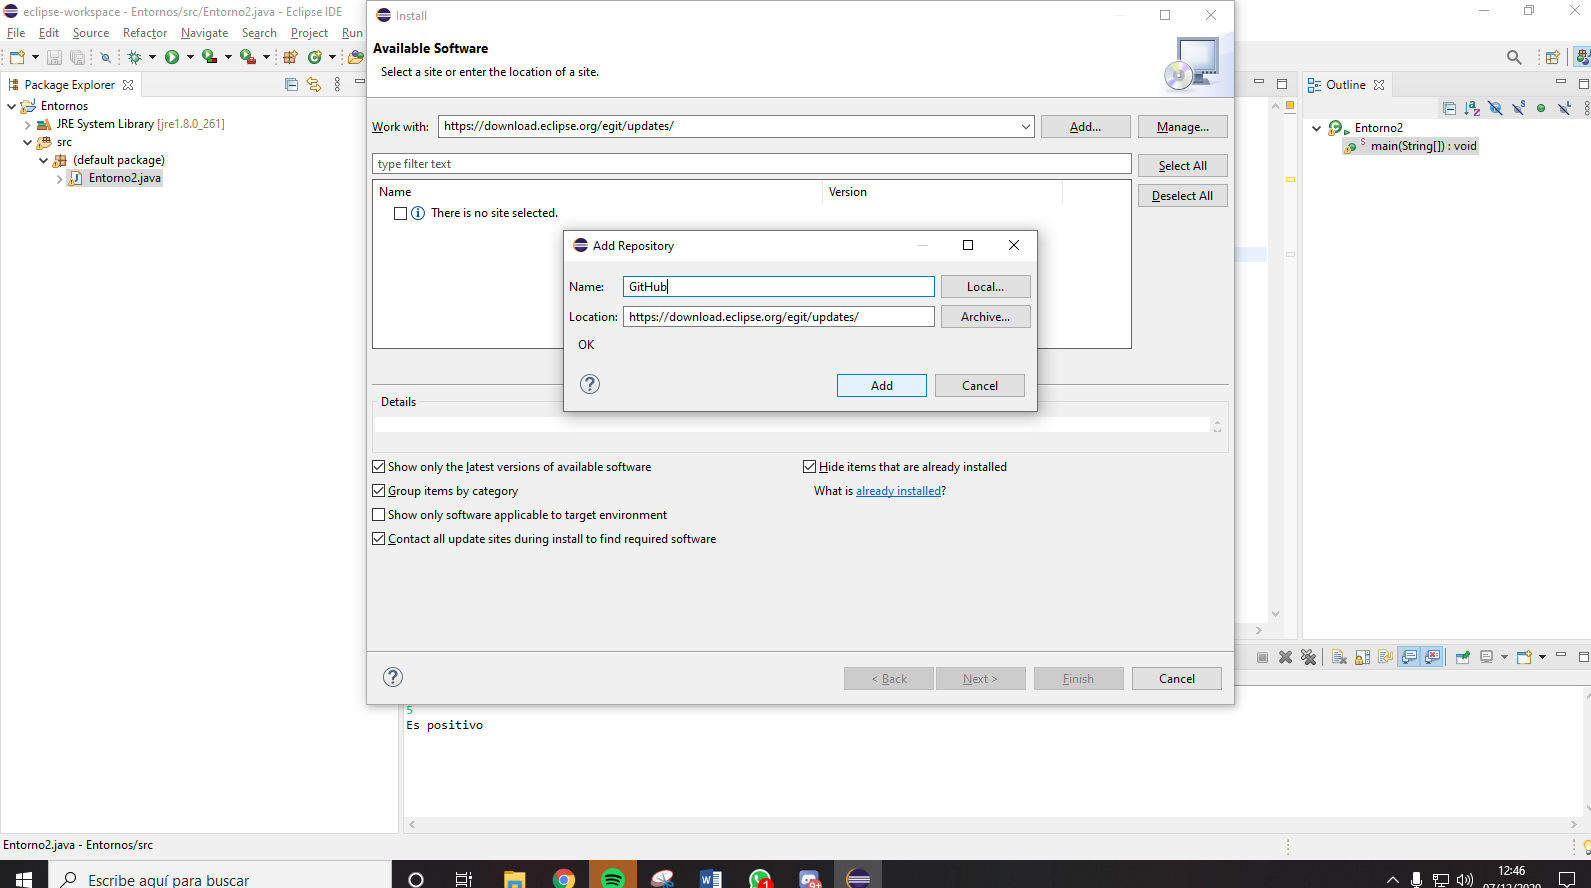 eclipse-workspace - Entornos/src/Entorno2.java - Eclipse IDE
File Edit Source Refactor Navigate Search Project Run
Package Explorer
Entornos
JRE System Library [jre1.8.0_261]
src
(default package)
Entorno2.java
Install
Available Software
Select a site or enter the location of a site.
Work with: https://download.eclipse.org/egit/updates/ Add... Manage...
type filter text Select All
Name Version Deselect All
There is no site selected.
Add Repository
Name: GitHub Local...
Location: https://download.eclipse.org/egit/updates/ Archive...
OK
Add Cancel
Details
Show only the latest versions of available software Hide items that are already installed
Group items by category What is already installed?
Show only software applicable to target environment
Contact all update sites during install to find required software
< Back Next > Finish Cancel
Outline
Entorno2
main(String[]) : void
5
Es positivo
Entorno2.java - Entornos/src
Escribe aquí para buscar
1
9+
12:46
07/12/2020